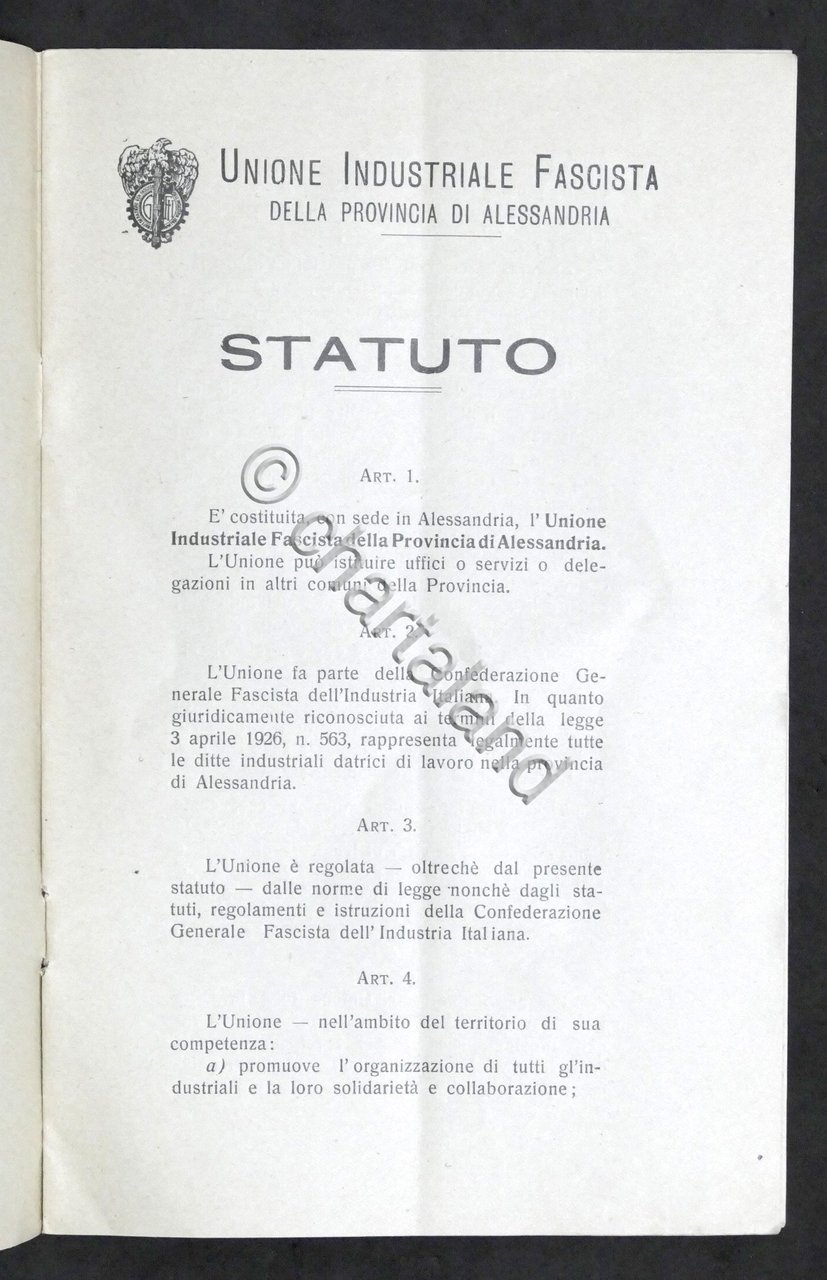 UNIONE INDUSTRIALE FASCISTA
DELLA PROVINCIA DI ALESSANDRIA
STATUTO
ART. 1.
E' costituita, con sede in Alessandria, l' Unione
Industriale Fascista della Provincia di Alessandria.
L'Unione può istituire uffici o servizi o dele-
gazioni in altri comuni della Provincia.
ART. 2.
L'Unione fa parte della Confederazione Ge-
nerale Fascista dell'Industria Italiana. In quanto
giuridicamente riconosciuta ai termini della legge
3 aprile 1926, n. 563, rappresenta legalmente tutte
le ditte industriali datrici di lavoro nella provincia
di Alessandria.
ART. 3.
L'Unione è regolata — oltrechè dal presente
statuto — dalle norme di legge nonchè dagli sta-
tuti, regolamenti e istruzioni della Confederazione
Generale Fascista dell' Industria Italiana.
ART. 4.
L'Unione — nell'ambito del territorio di sua
competenza:
a) promuove l' organizzazione di tutti gl'in-
dustriali e la loro solidarietà e collaborazione;
© chartaland